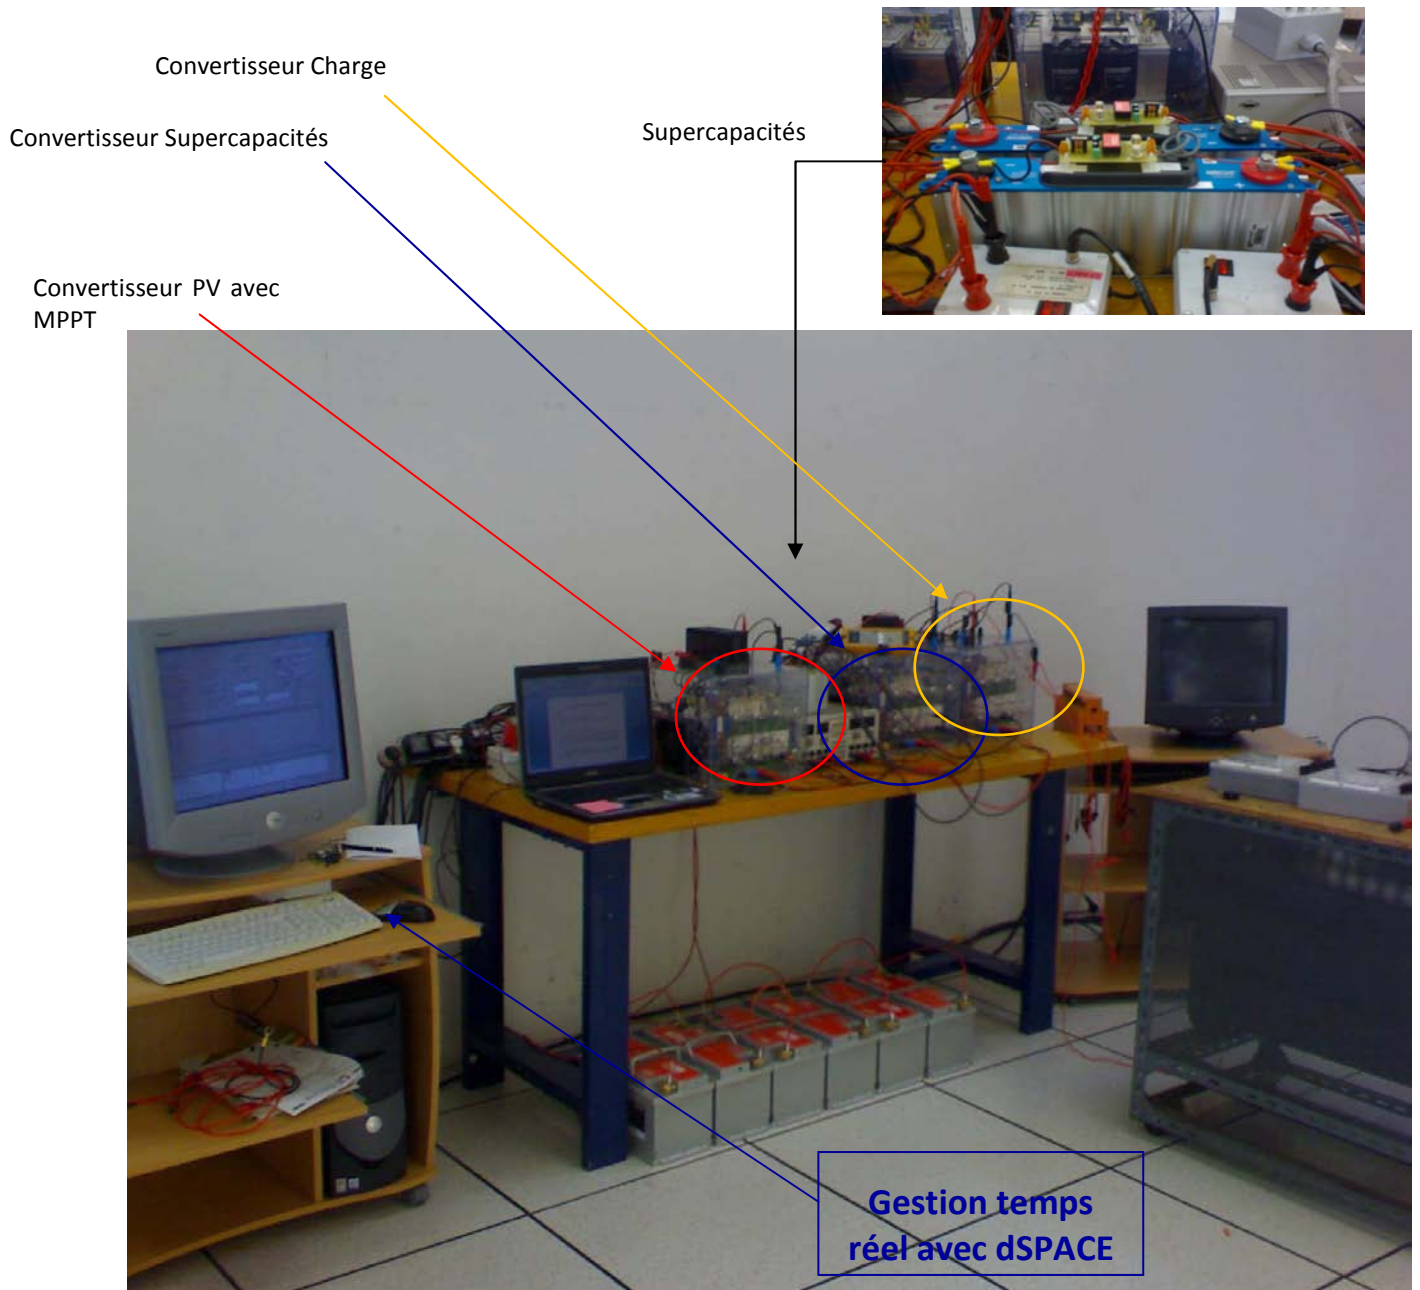 Convertisseur Charge
Convertisseur Supercapacités
Supercapacités
Convertisseur PV avec
MPPT
Gestion temps
réel avec dSPACE